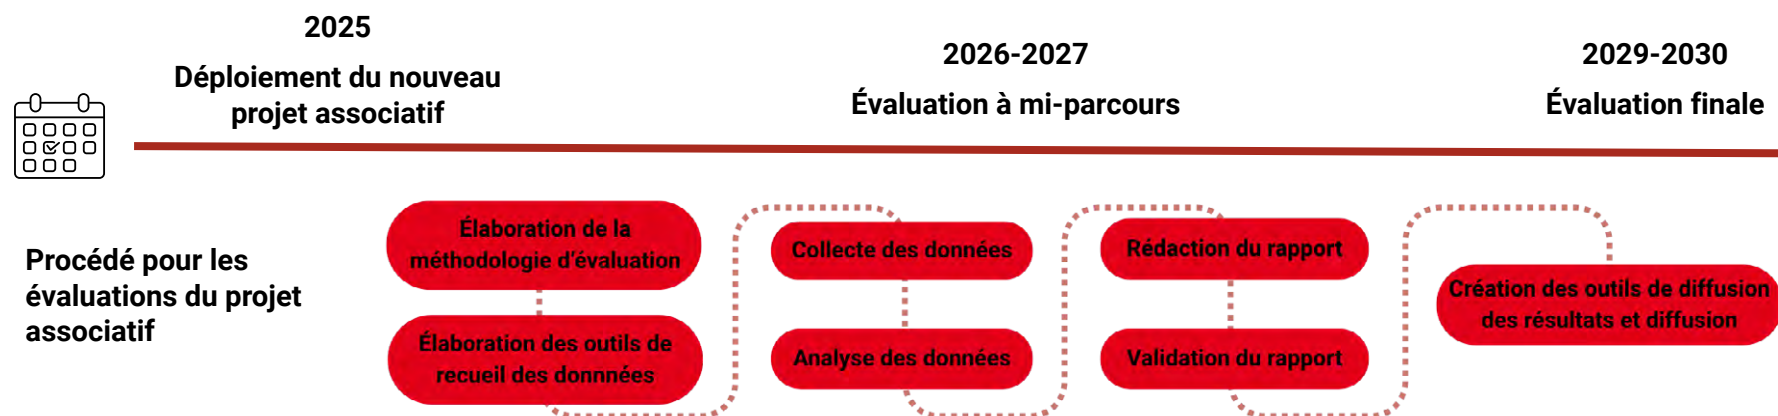 2025
Déploiement du nouveau
projet associatif
2026-2027
Évaluation à mi-parcours
2029-2030
Évaluation finale
Procédé pour les
évaluations du projet
associatif
Élaboration de la
méthodologie d'évaluation
Élaboration des outils de
recueil des donnnées
Collecte des données
Analyse des données
Rédaction du rapport
Validation du rapport
Création des outils de diffusion
des résultats et diffusion